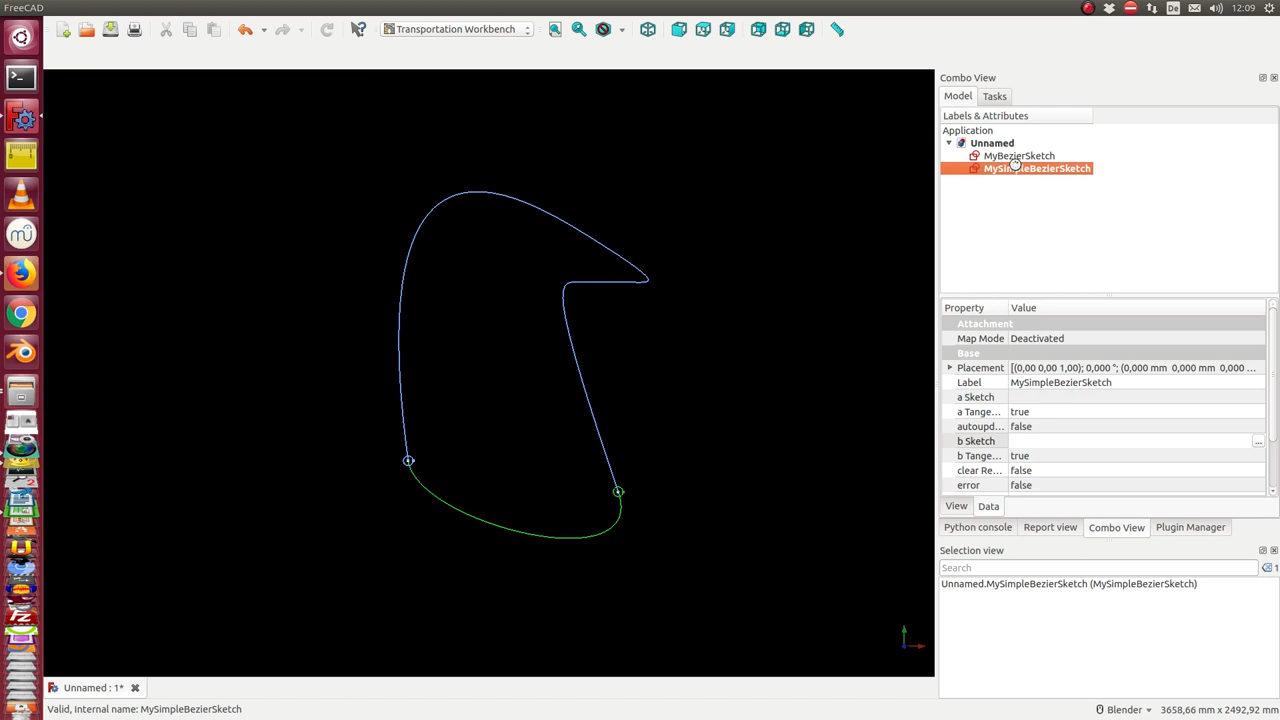 FreeCAD
De
12:09
Transportation Workbench
Combo View
Model
Tasks
Labels & Attributes
Application
Unnamed
MyBezierSketch
MySimpleBezierSketch
Property
Value
Attachment
Map Mode
Deactivated
Base
Placement
[(0,00 0,00 1,00); 0,000 °; (0,000 mm  0,000 mm  0,000 ...
Label
MySimpleBezierSketch
a Sketch
a Tange...
true
autoupd...
false
b Sketch
...
b Tange...
true
clear Re...
false
error
false
View
Data
Python console
Report view
Combo View
Plugin Manager
Selection view
Search
1
Unnamed.MySimpleBezierSketch (MySimpleBezierSketch)
Unnamed : 1*
Valid, Internal name: MySimpleBezierSketch
Blender
3658,66 mm x 2492,92 mm